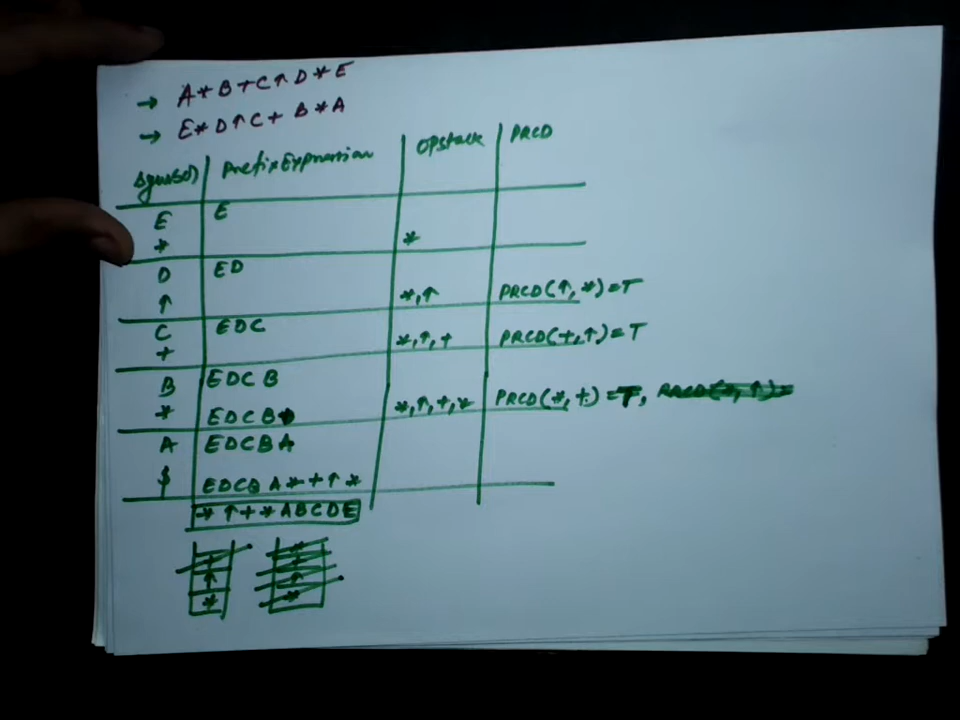 → A*B+C↑D*E
→ E*D↑C+B*A
Symbol Prefix Expression OPstack PRCD
E E
* *
D ED
↑ *,↑ PRCD(↑,*)=T
C EDC
+ *,↑,+ PRCD(+,↑)=T
B EDCB
* EDCB *,↑,+,* PRCD(*,+)=T,
A EDCBA
$ EDCBA*+↑*
*↑+*ABCDE
↑
* *